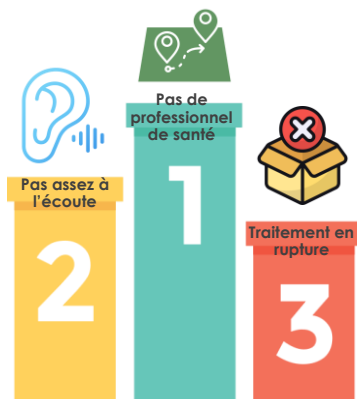 Pas de
professionnel
de santé
1
Pas assez à
l'écoute
2
Traitement en
rupture
3